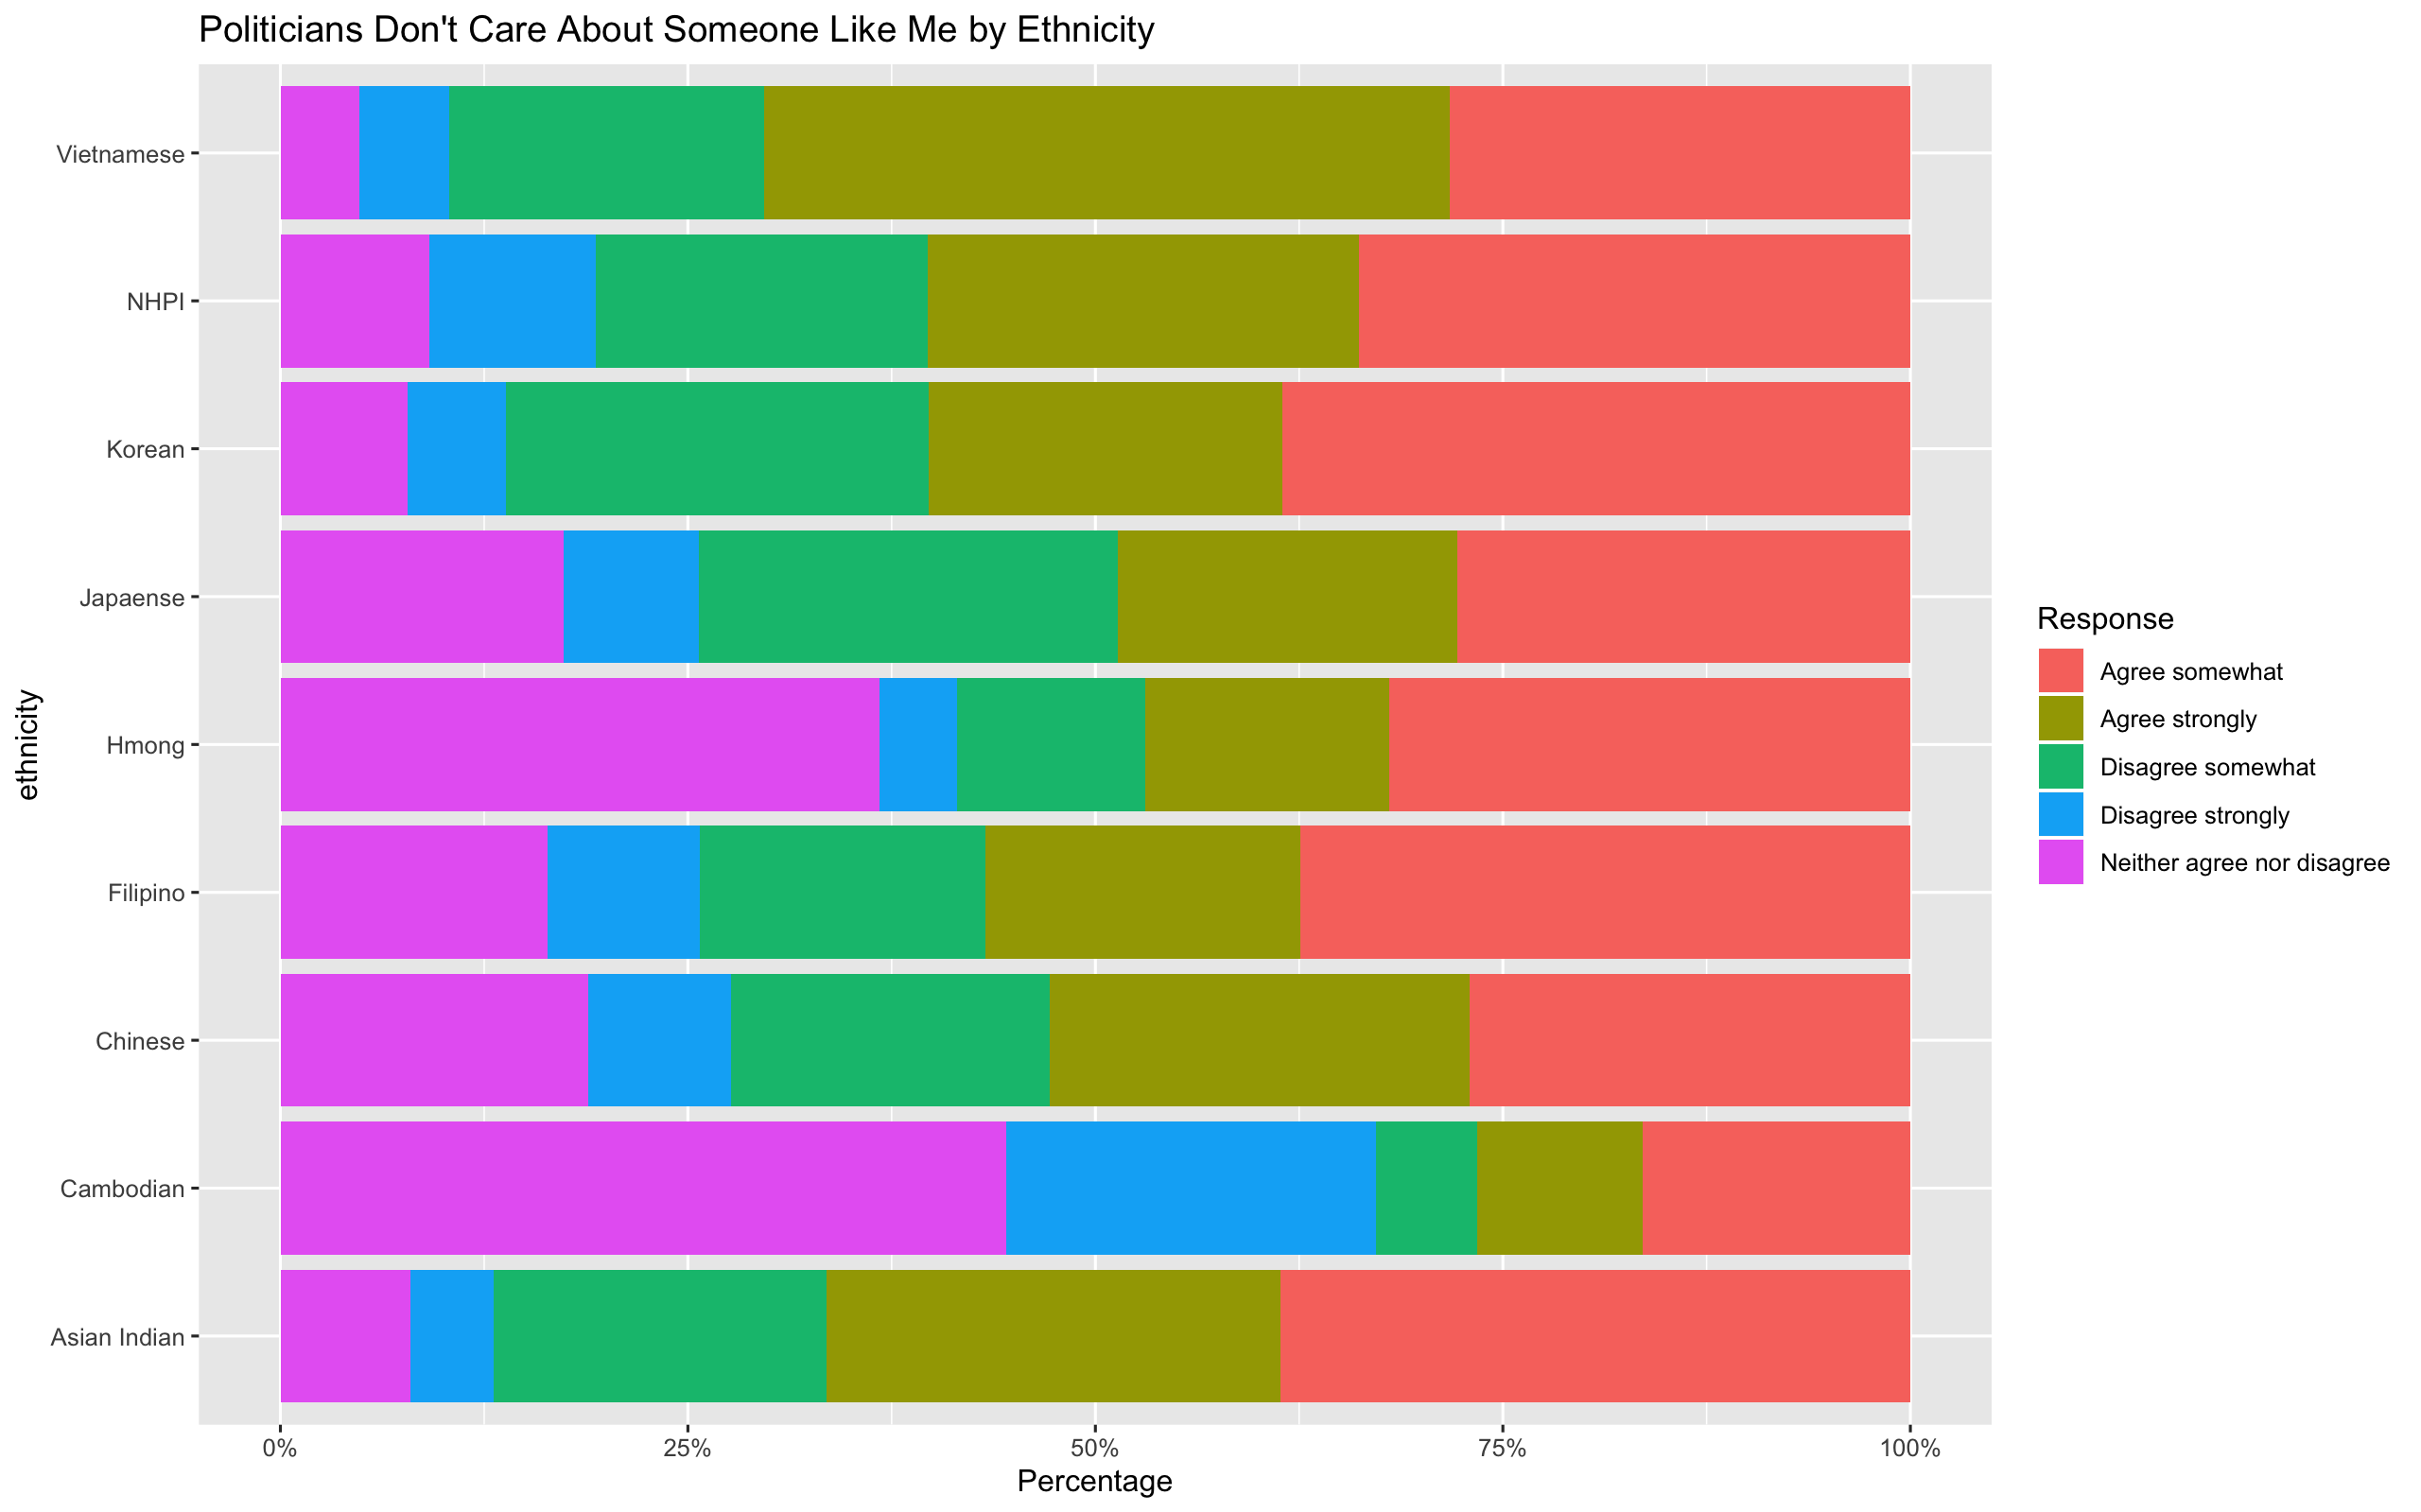 Politicians Don't Care About Someone Like Me by Ethnicity
Vietnamese
NHPI
Korean
Japaense
Hmong
Filipino
Chinese
Cambodian
Asian Indian
ethnicity
0% 25% 50% 75% 100%
Percentage
Response
Agree somewhat
Agree strongly
Disagree somewhat
Disagree strongly
Neither agree nor disagree